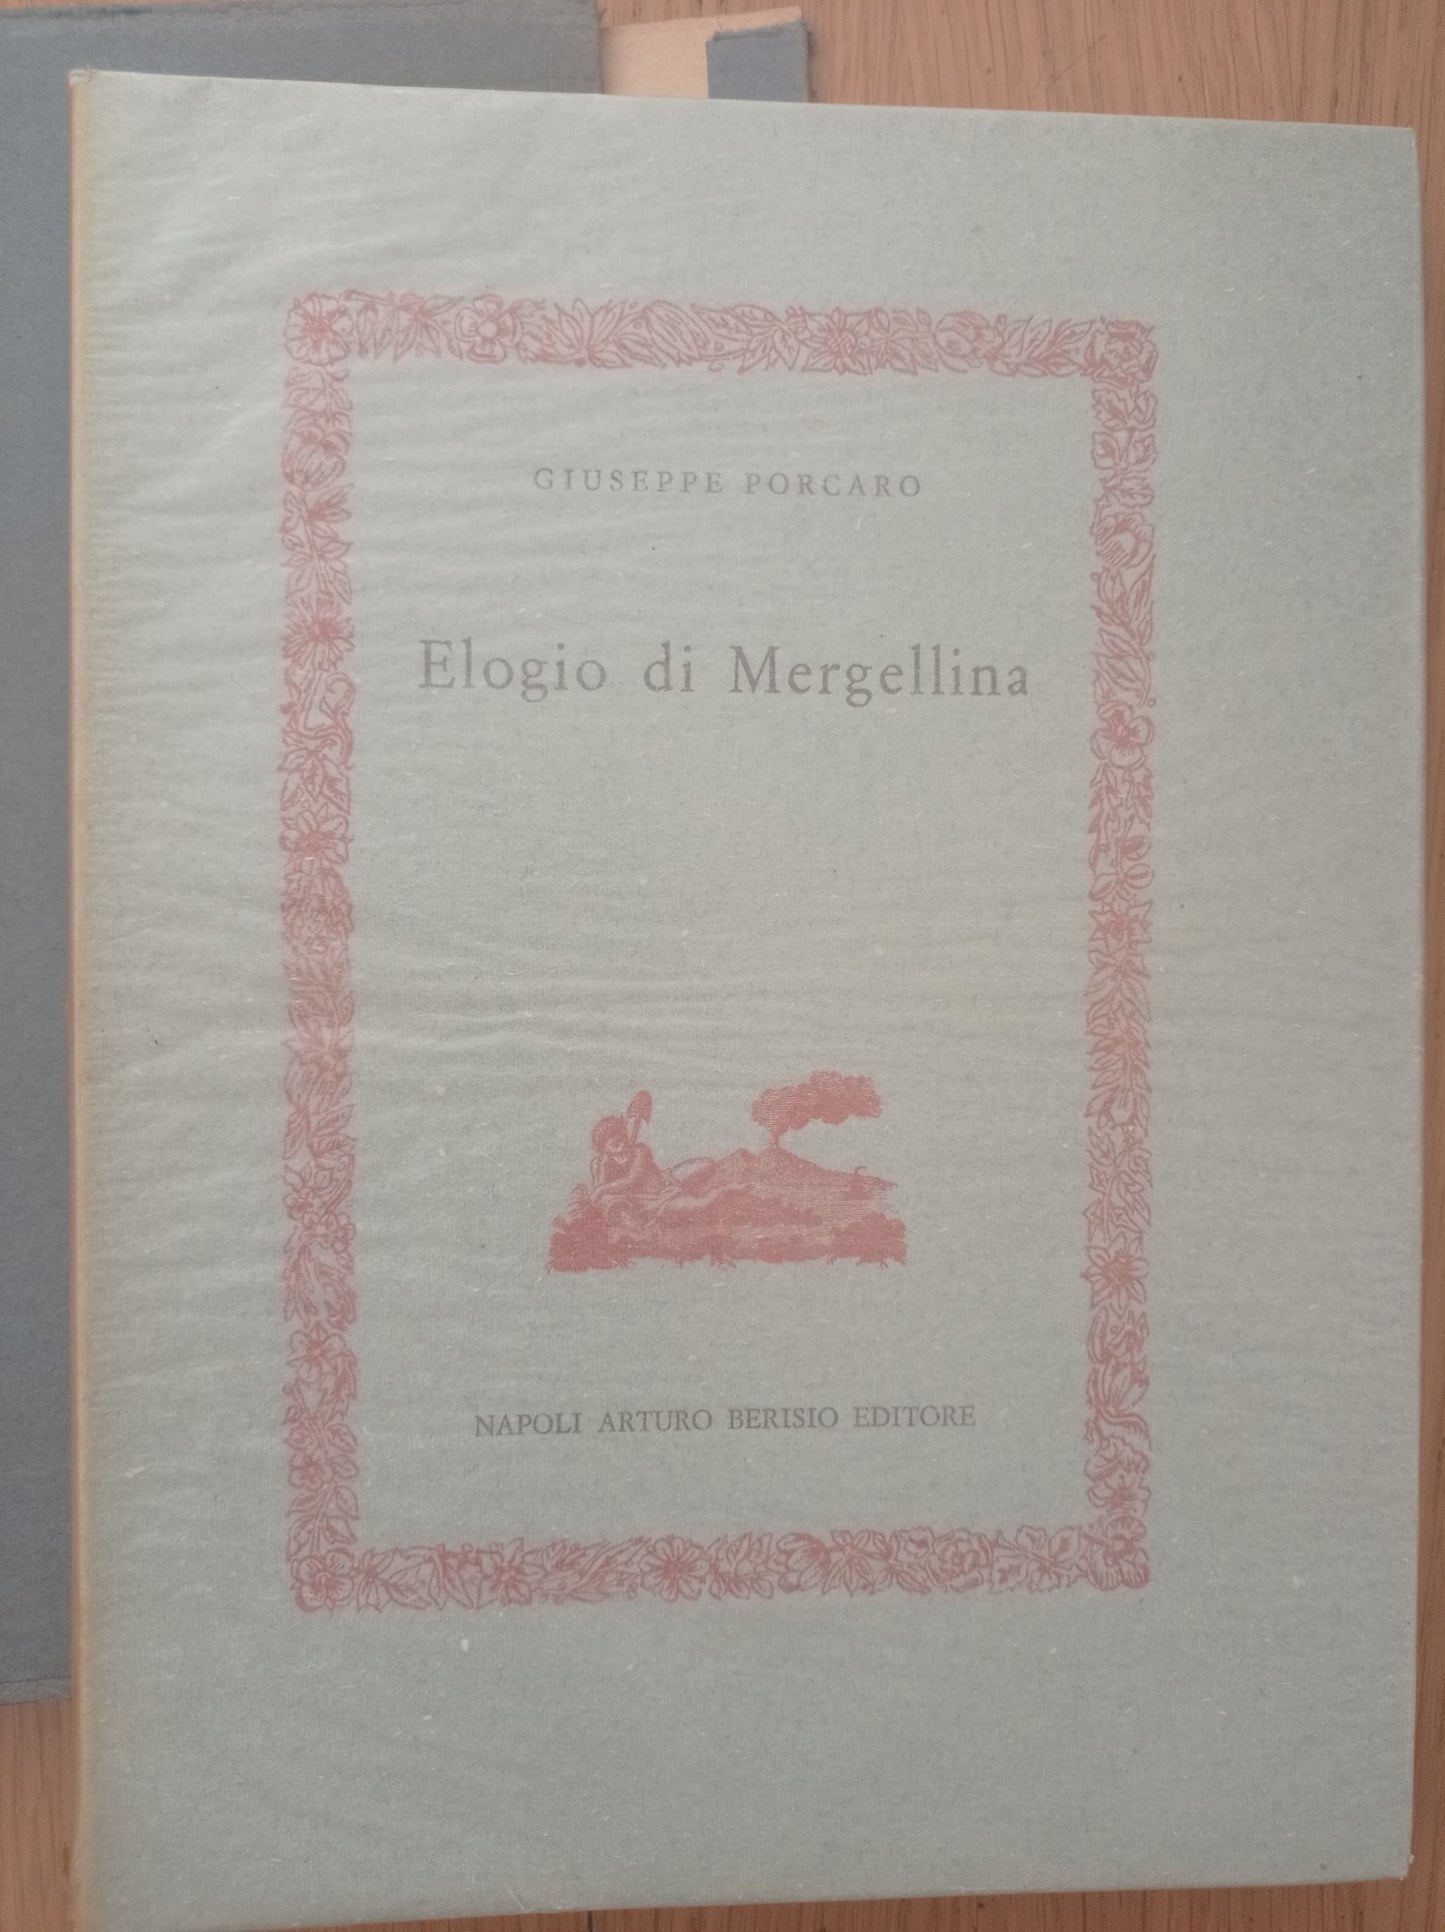 GIUSEPPE PORCARO
Elogio di Mergellina
NAPOLI ARTURO BERISIO EDITORE